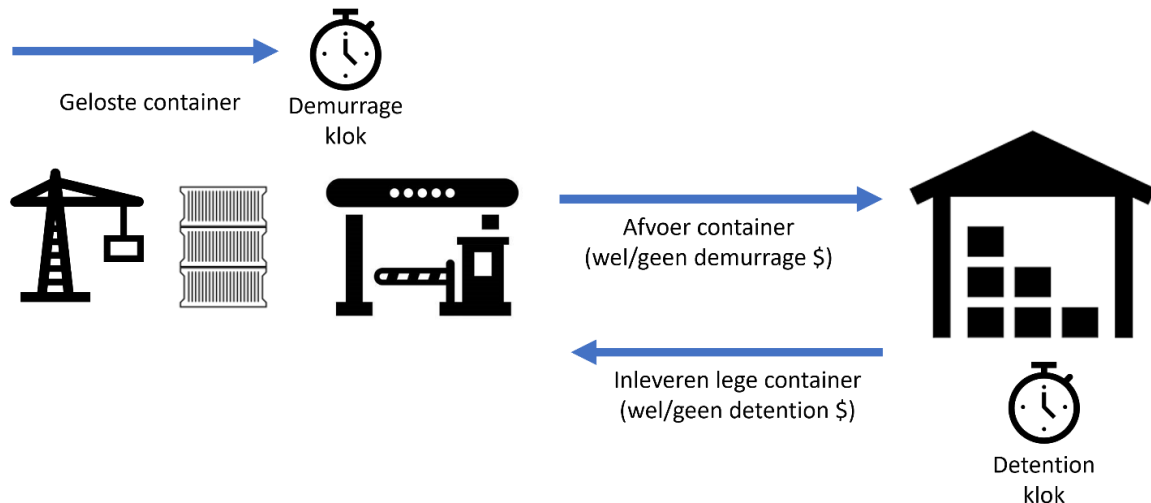 Geloste container
Demurrage
klok
Afvoer container
(wel/geen demurrage $)
Inleveren lege container
(wel/geen detention $)
Detention
klok